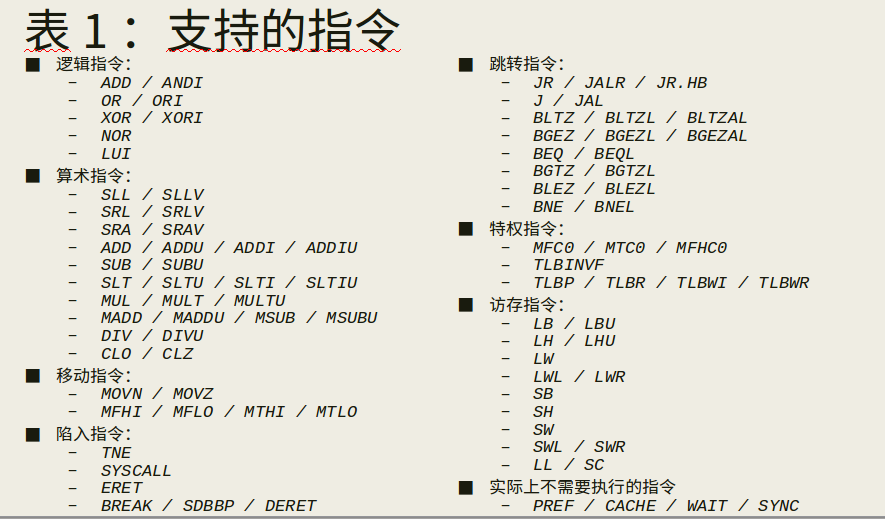 表 1：支持的指令
■ 逻辑指令：
– ADD / ANDI
– OR / ORI
– XOR / XORI
– NOR
– LUI
■ 算术指令：
– SLL / SLLV
– SRL / SRLV
– SRA / SRAV
– ADD / ADDU / ADDI / ADDIU
– SUB / SUBU
– SLT / SLTU / SLTI / SLTIU
– MUL / MULT / MULTU
– MADD / MADDU / MSUB / MSUBU
– DIV / DIVU
– CLO / CLZ
■ 移动指令：
– MOVN / MOVZ
– MFHI / MFLO / MTHI / MTLO
■ 陷入指令：
– TNE
– SYSCALL
– ERET
– BREAK / SDBBP / DERET
■ 跳转指令：
– JR / JALR / JR.HB
– J / JAL
– BLTZ / BLTZL / BLTZAL
– BGEZ / BGEZL / BGEZAL
– BEQ / BEQL
– BGTZ / BGTZL
– BLEZ / BLEZL
– BNE / BNEL
■ 特权指令：
– MFC0 / MTC0 / MFHC0
– TLBINVF
– TLBP / TLBR / TLBWI / TLBWR
■ 访存指令：
– LB / LBU
– LH / LHU
– LW
– LWL / LWR
– SB
– SH
– SW
– SWL / SWR
– LL / SC
■ 实际上不需要执行的指令
– PREF / CACHE / WAIT / SYNC